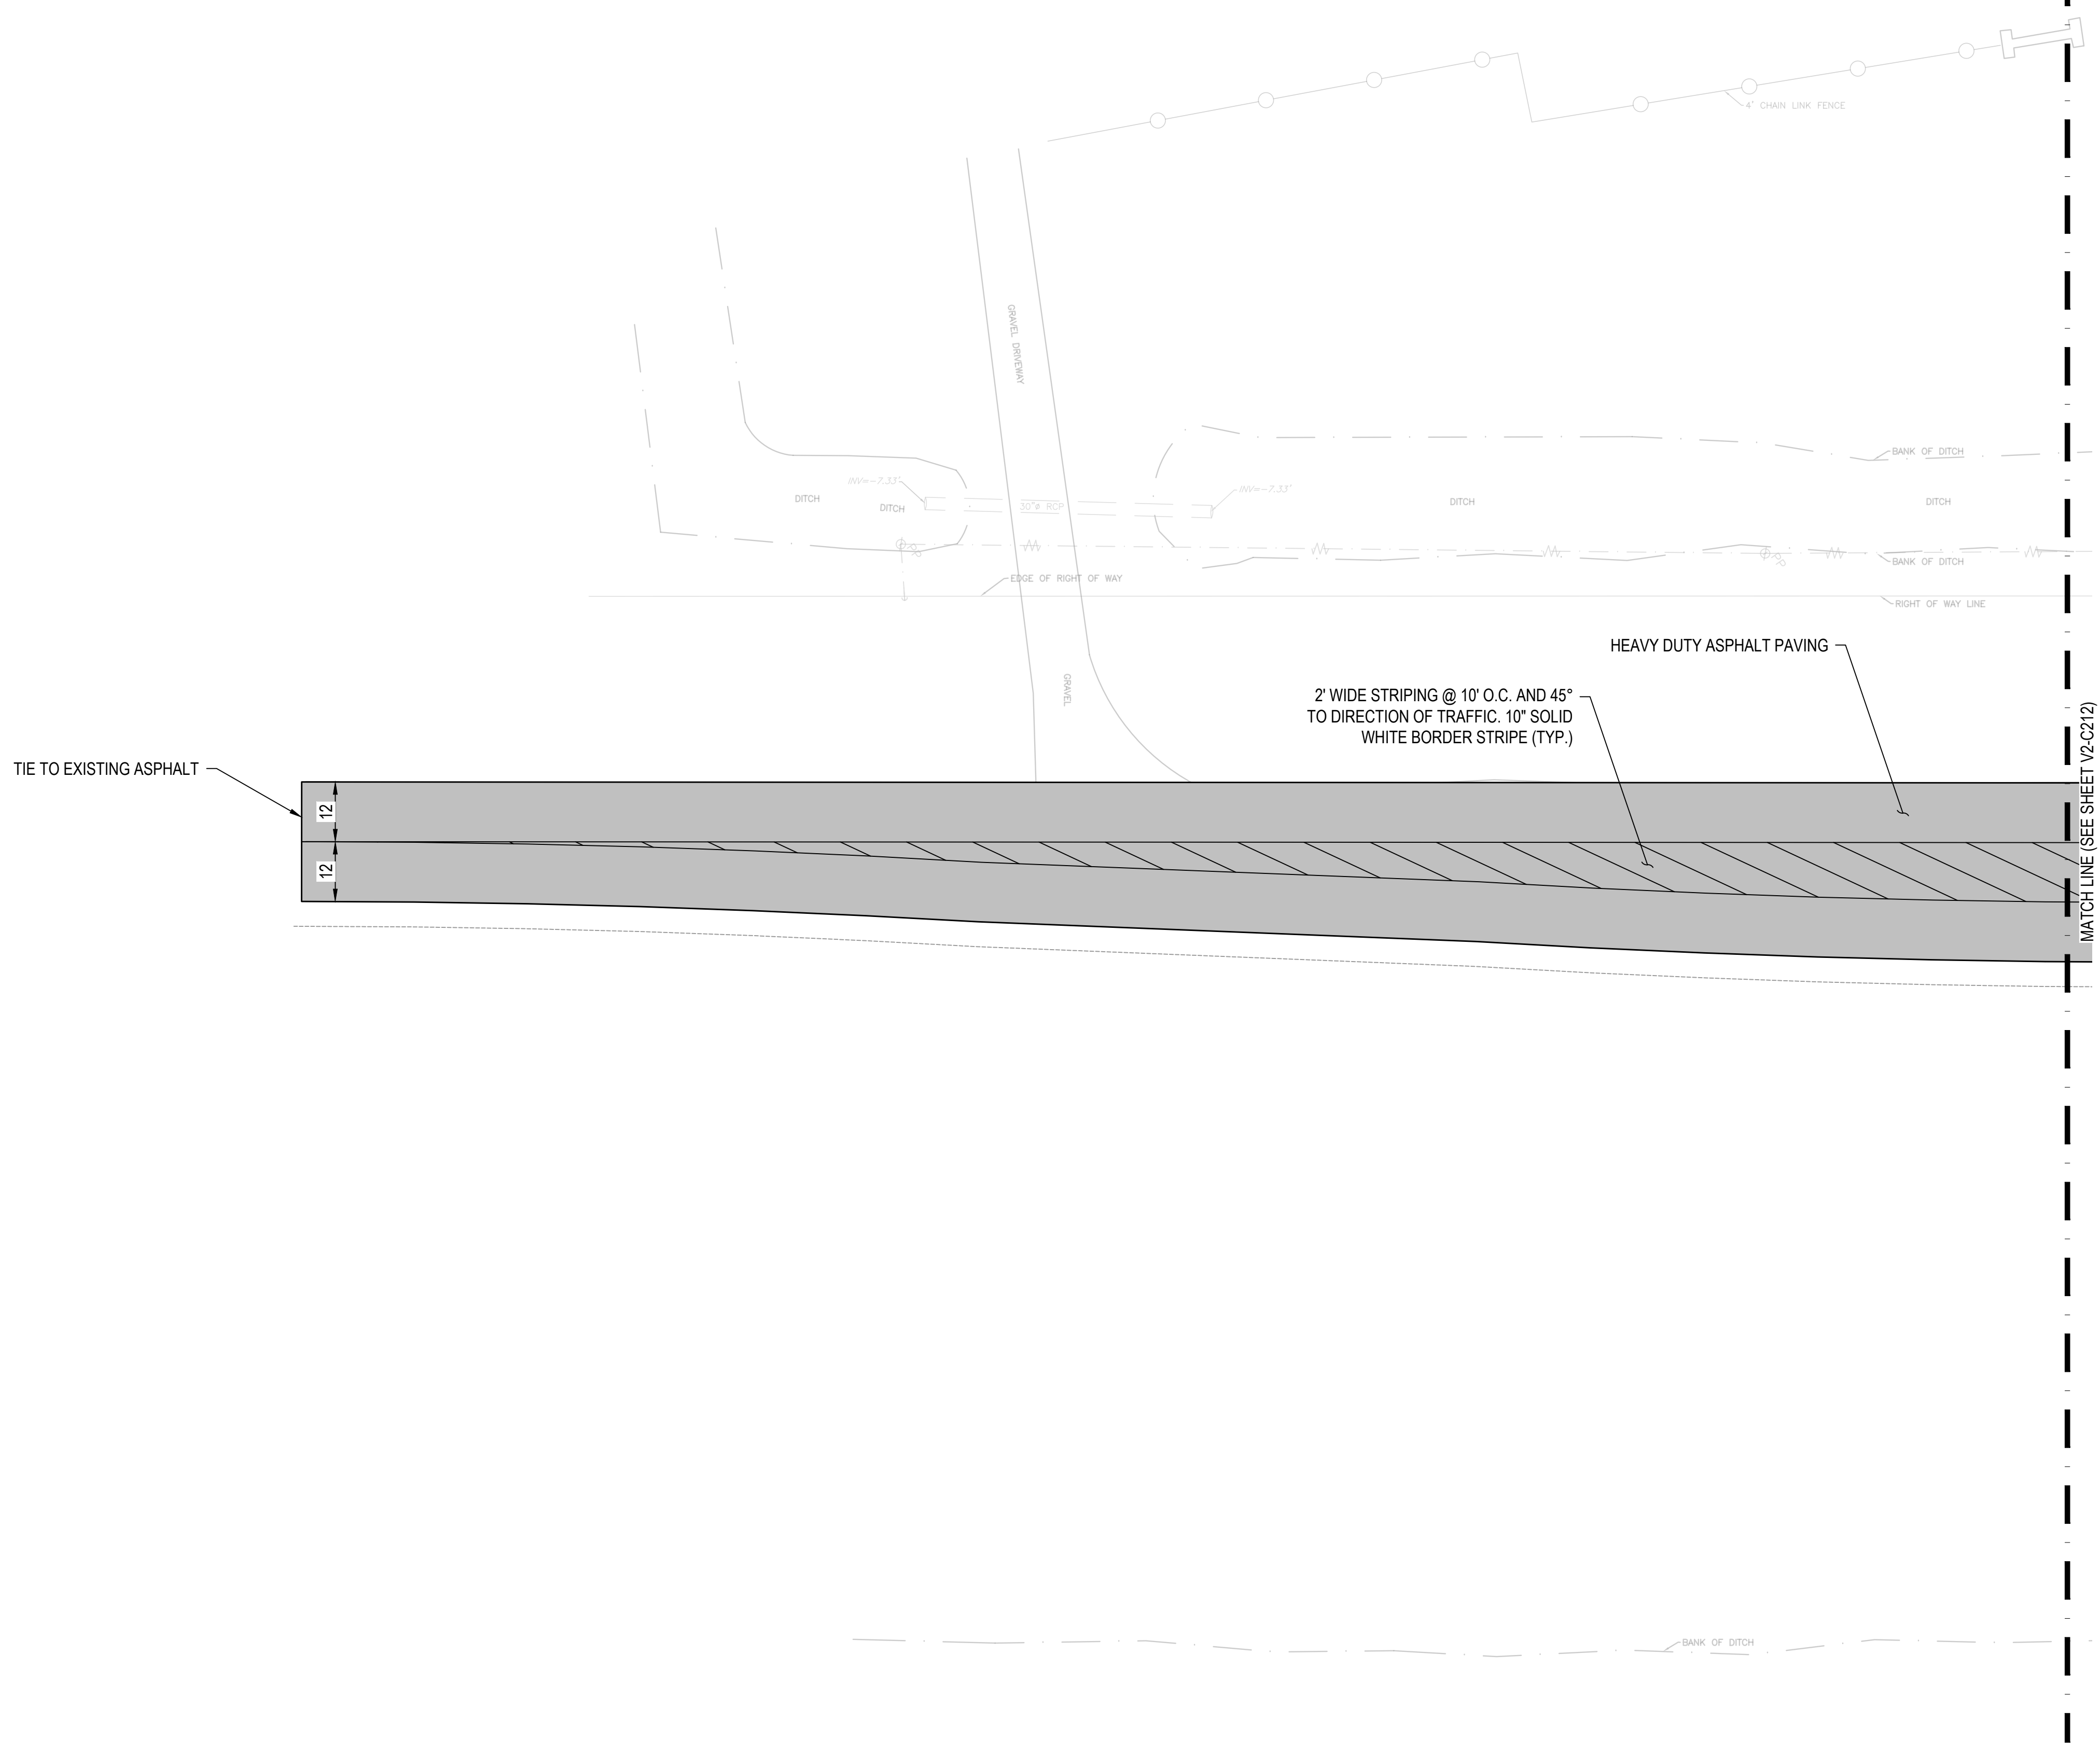 4' CHAIN LINK FENCE
GRAVEL DRIVEWAY
BANK OF DITCH
INV=-7.33'
INV=-7.33'
DITCH
DITCH
30"ø RCP
DITCH
DITCH
PP
PP
BANK OF DITCH
EDGE OF RIGHT OF WAY
RIGHT OF WAY LINE
HEAVY DUTY ASPHALT PAVING
GRAVEL
2' WIDE STRIPING @ 10' O.C. AND 45°
TO DIRECTION OF TRAFFIC. 10" SOLID
WHITE BORDER STRIPE (TYP.)
MATCH LINE (SEE SHEET V2-C212)
TIE TO EXISTING ASPHALT
12
12
BANK OF DITCH